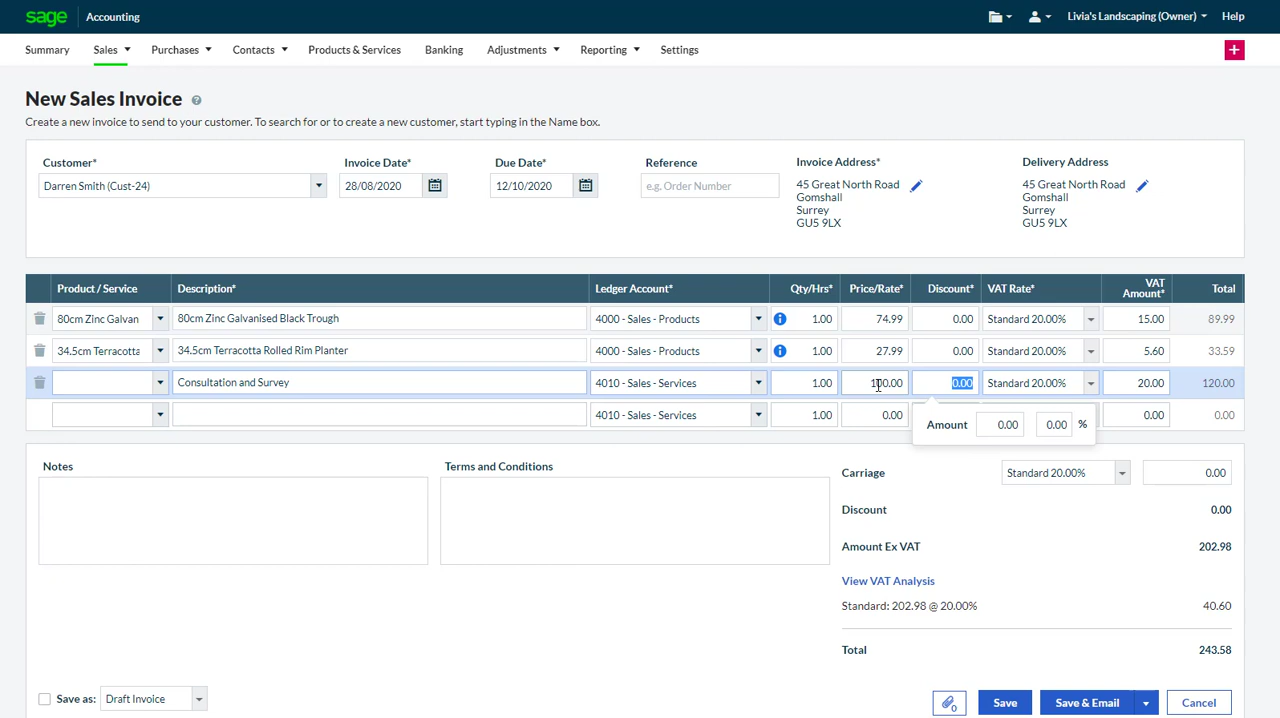 sage Accounting Livia's Landscaping (Owner) Help
Summary Sales Purchases Contacts Products & Services Banking Adjustments Reporting Settings +
New Sales Invoice ?
Create a new invoice to send to your customer. To search for or to create a new customer, start typing in the Name box.
Customer* Invoice Date* Due Date* Reference Invoice Address* Delivery Address
Darren Smith (Cust-24) 28/08/2020 12/10/2020 e.g. Order Number 45 Great North Road 45 Great North Road
Gomshall Gomshall
Surrey Surrey
GU5 9LX GU5 9LX
Product / Service Description* Ledger Account* Qty/Hrs* Price/Rate* Discount* VAT Rate* VAT Amount* Total
80cm Zinc Galvan 80cm Zinc Galvanised Black Trough 4000 - Sales - Products 1.00 74.99 0.00 Standard 20.00% 15.00 89.99
34.5cm Terracotta 34.5cm Terracotta Rolled Rim Planter 4000 - Sales - Products 1.00 27.99 0.00 Standard 20.00% 5.60 33.59
Consultation and Survey 4010 - Sales - Services 1.00 100.00 0.00 Standard 20.00% 20.00 120.00
4010 - Sales - Services 1.00 0.00 0.00 0.00
Amount 0.00 0.00 %
Notes Terms and Conditions
Carriage Standard 20.00% 0.00
Discount 0.00
Amount Ex VAT 202.98
View VAT Analysis
Standard: 202.98 @ 20.00% 40.60
Total 243.58
Save as: Draft Invoice 0 Save Save & Email Cancel